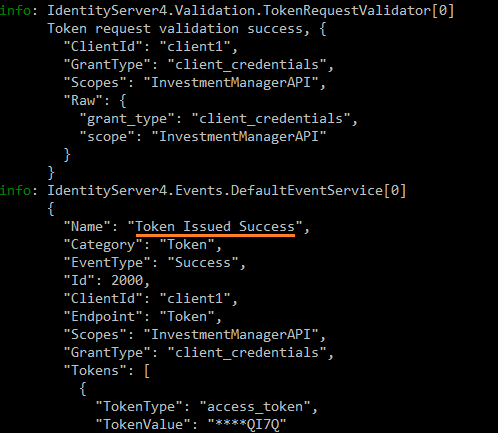 info: IdentityServer4.Validation.TokenRequestValidator[0]
      Token request validation success, {
        "ClientId": "client1",
        "GrantType": "client_credentials",
        "Scopes": "InvestmentManagerAPI",
        "Raw": {
          "grant_type": "client_credentials",
          "scope": "InvestmentManagerAPI"
        }
      }
info: IdentityServer4.Events.DefaultEventService[0]
      {
        "Name": "Token Issued Success",
        "Category": "Token",
        "EventType": "Success",
        "Id": 2000,
        "ClientId": "client1",
        "Endpoint": "Token",
        "Scopes": "InvestmentManagerAPI",
        "GrantType": "client_credentials",
        "Tokens": [
          {
            "TokenType": "access_token",
            "TokenValue": "****QI7Q"